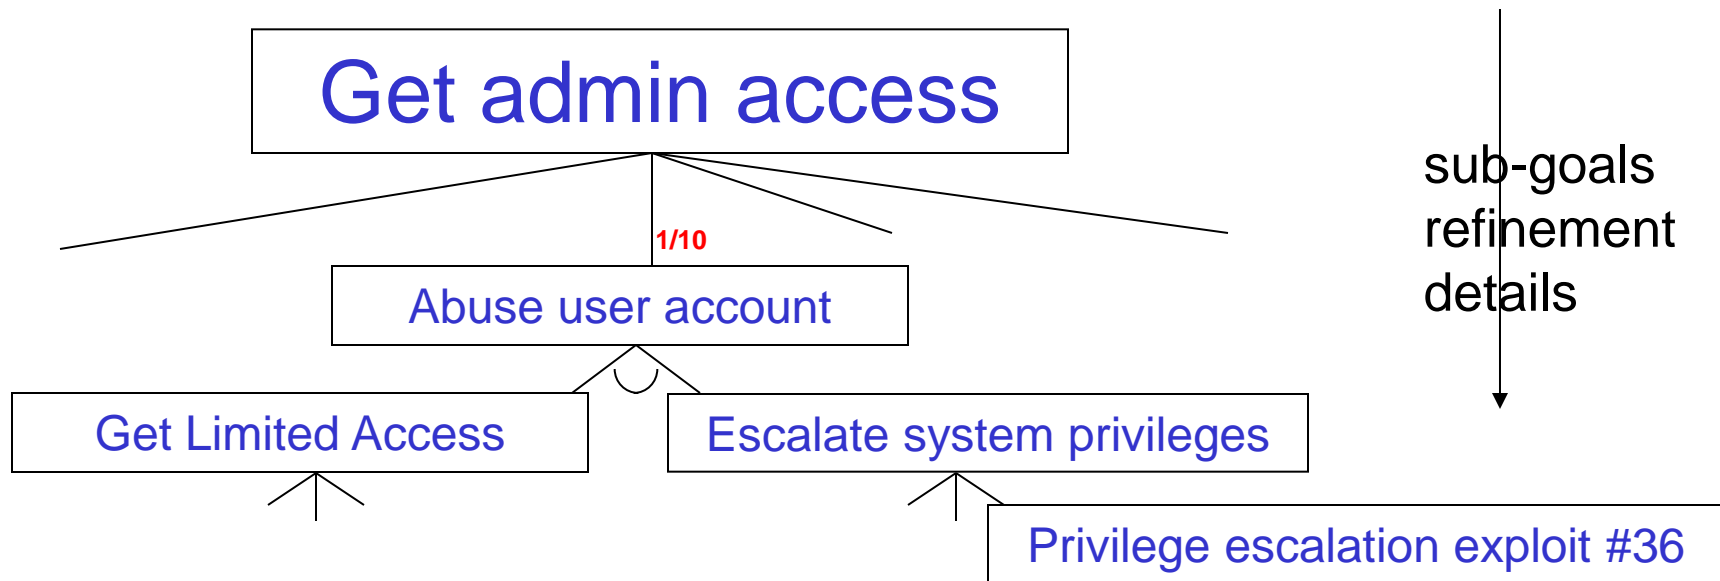 Get admin access
sub-goals
refinement
details
1/10
Abuse user account
Get Limited Access
Escalate system privileges
Privilege escalation exploit #36